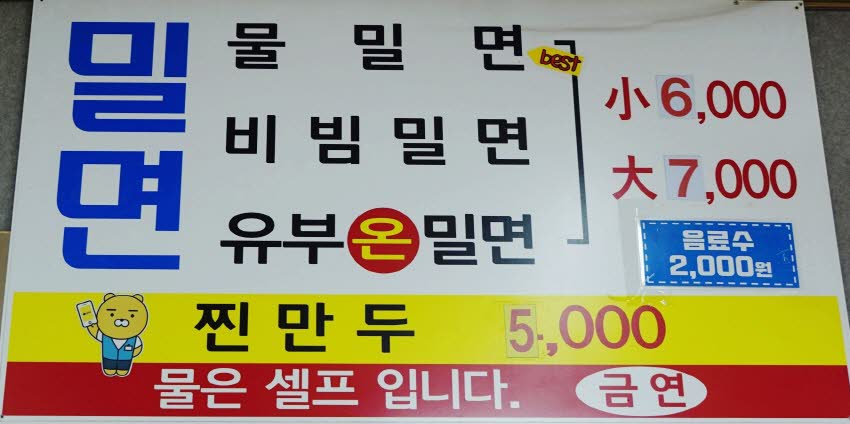 밀면
물 밀 면 best
비 빔 밀 면
유부온밀면
小 6,000
大 7,000
음료수
2,000원
찐 만 두 5,000
물은 셀프 입니다. 금 연